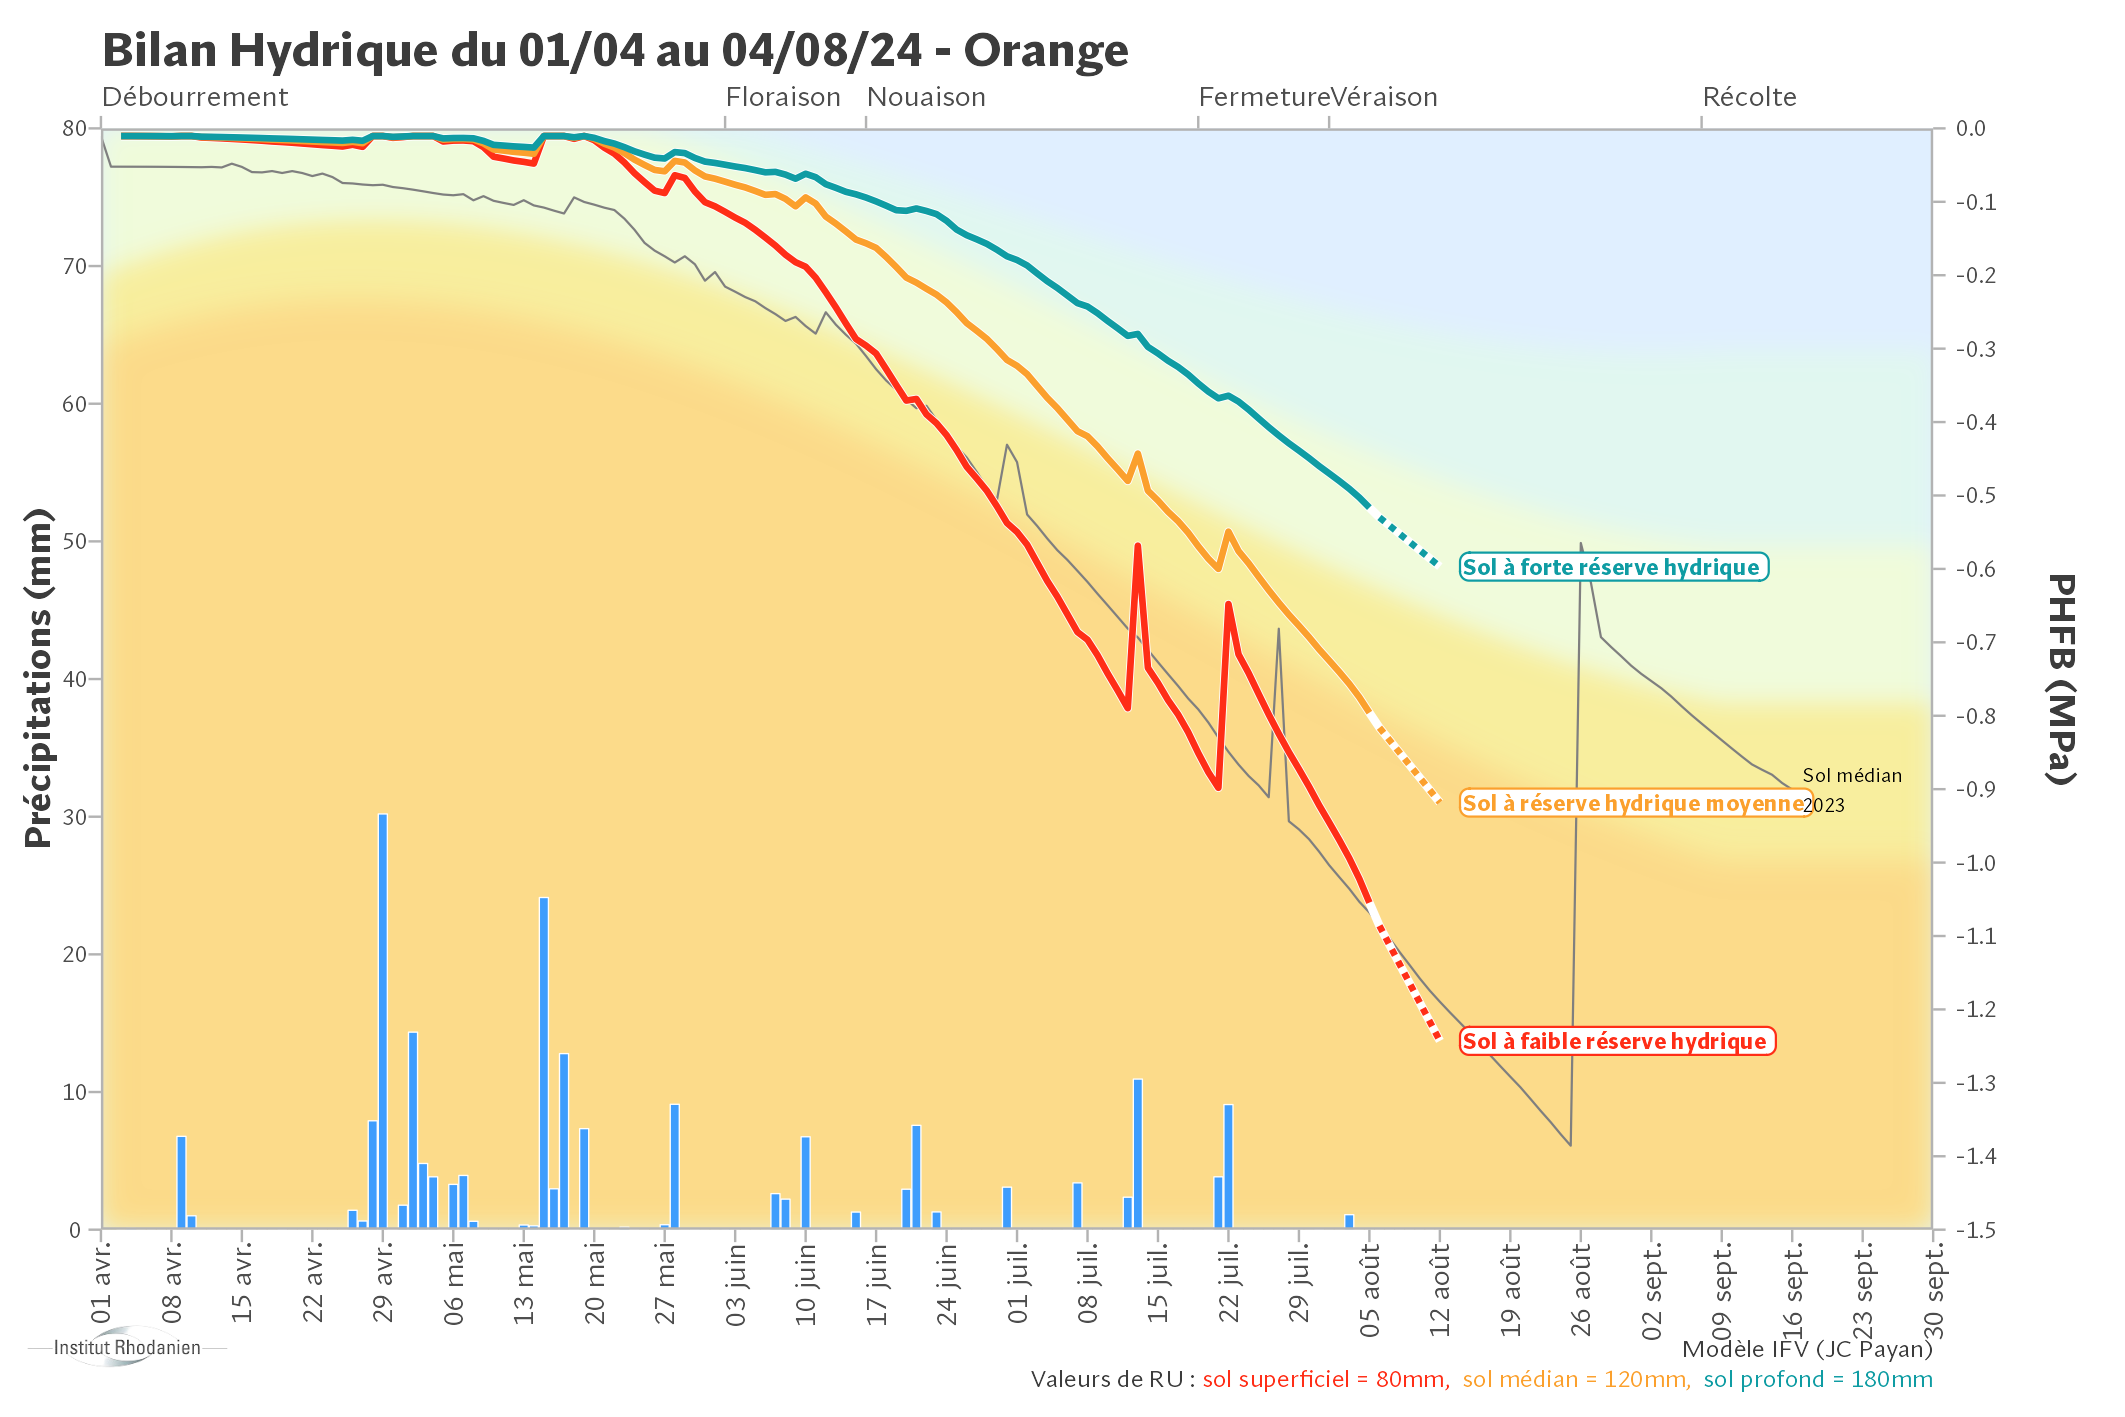 Bilan Hydrique du 01/04 au 04/08/24 - Orange
Débourrement Floraison Nouaison Fermeture Véraison Récolte
Précipitations (mm)
80
70
60
50
40
30
20
10
0
0.0
-0.1
-0.2
-0.3
-0.4
-0.5
-0.6
-0.7
-0.8
-0.9
-1.0
-1.1
-1.2
-1.3
-1.4
-1.5
PHFB (MPa)
Sol à forte réserve hydrique
Sol médian
Sol à réserve hydrique moyenne
2023
Sol à faible réserve hydrique
01 avr.
08 avr.
15 avr.
22 avr.
29 avr.
06 mai
13 mai
20 mai
27 mai
03 juin
10 juin
17 juin
24 juin
01 juil.
08 juil.
15 juil.
22 juil.
29 juil.
05 août
12 août
19 août
26 août
02 sept.
09 sept.
16 sept.
23 sept.
30 sept.
Institut Rhodanien
Modèle IFV (JC Payan)
Valeurs de RU : sol superficiel = 80mm, sol médian = 120mm, sol profond = 180mm